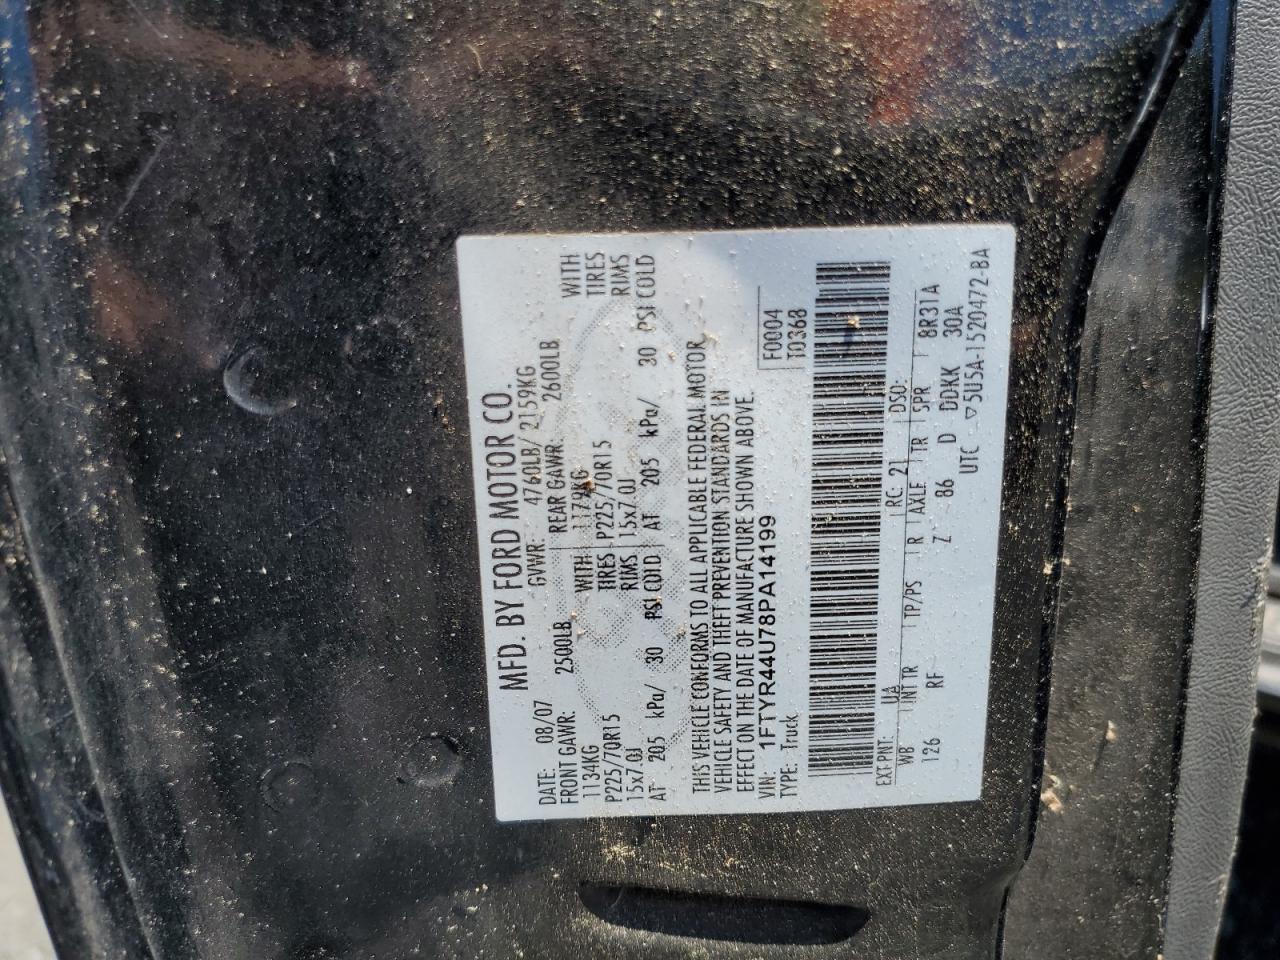 MFD. BY FORD MOTOR CO.
DATE: 08/07 GVWR: 4760LB/ 2159KG
FRONT GAWR: 2500LB REAR GAWR: 2600LB
1134KG WITH 1179KG WITH
P225/70R15 TIRES P225/70R15 TIRES
15x7.0J RIMS 15x7.0J RIMS
AT 205 kPa/ 30 PSI COLD AT 205 kPa/ 30 PSI COLD
THIS VEHICLE CONFORMS TO ALL APPLICABLE FEDERAL MOTOR
VEHICLE SAFETY AND THEFT PREVENTION STANDARDS IN
EFFECT ON THE DATE OF MANUFACTURE SHOWN ABOVE.
VIN: 1FTYR44U78PA14199 F0004
TYPE: Truck T0368
EXT PNT: UA RC: 21 DSO:
WB INT TR TP/PS R AXLE TR SPR 8R31A
126 RF Z 86 D DDKK 30A
UTC ▽5U5A-1520472-BA